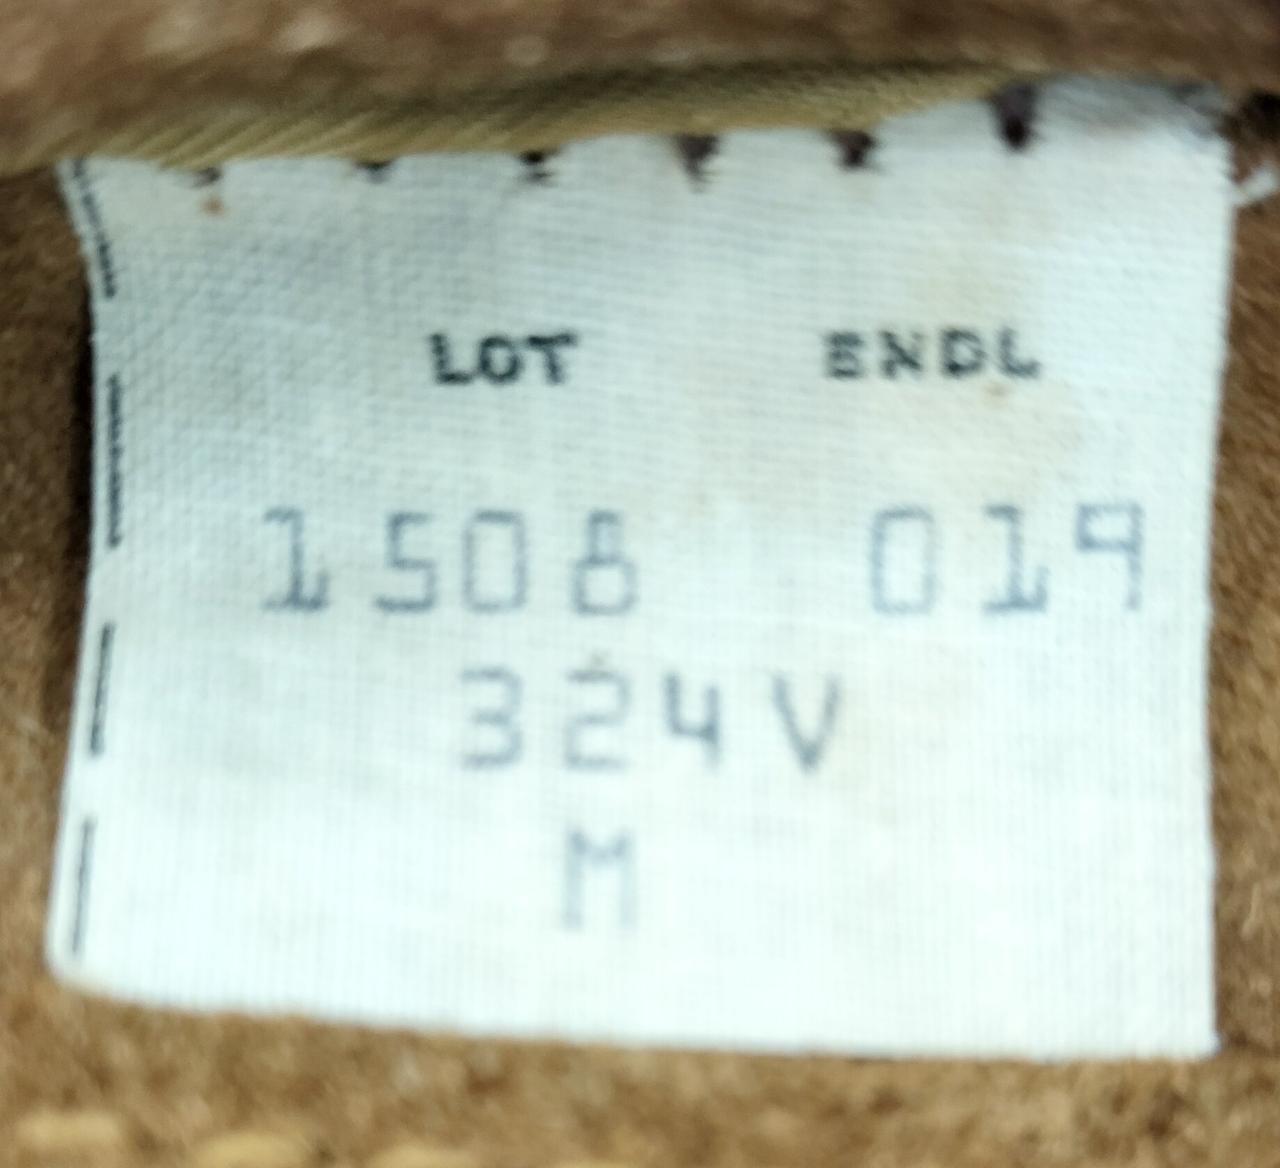 LOT ENDL
1508 019
324V
M